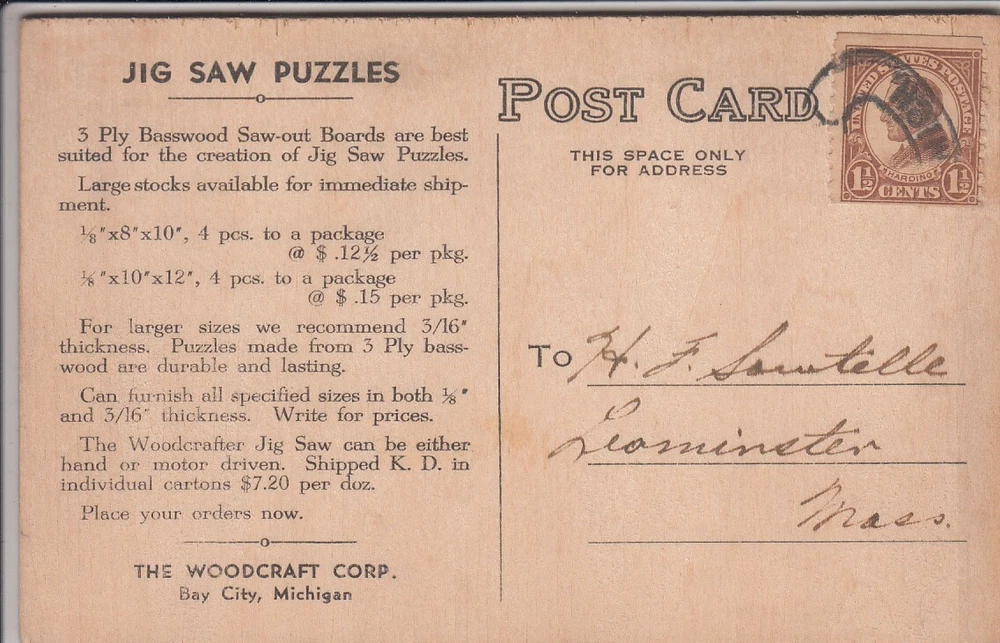 JIG SAW PUZZLES
3 Ply Basswood Saw-out Boards are best
suited for the creation of Jig Saw Puzzles.
Large stocks available for immediate ship-
ment.
⅛"x8"x10", 4 pcs. to a package
@ $ .12½ per pkg.
⅛"x10"x12", 4 pcs. to a package
@ $ .15 per pkg.
For larger sizes we recommend 3/16"
thickness. Puzzles made from 3 Ply bass-
wood are durable and lasting.
Can furnish all specified sizes in both ⅛"
and 3/16" thickness. Write for prices.
The Woodcrafter Jig Saw can be either
hand or motor driven. Shipped K. D. in
individual cartons $7.20 per doz.
Place your orders now.
THE WOODCRAFT CORP.
Bay City, Michigan
POST CARD
THIS SPACE ONLY
FOR ADDRESS
UNITED STATES POSTAGE
HARDING
1½ CENTS 1½
To H. F. Sawtelle
Leominster
Mass.